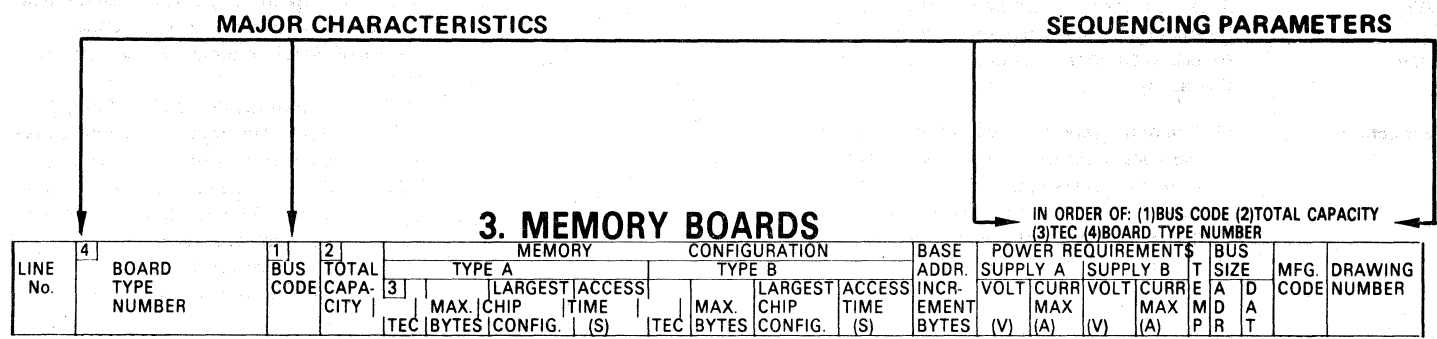 MAJOR CHARACTERISTICS SEQUENCING PARAMETERS
3. MEMORY BOARDS
IN ORDER OF: (1)BUS CODE (2)TOTAL CAPACITY
(3)TEC (4)BOARD TYPE NUMBER
4 1 2 MEMORY CONFIGURATION BASE POWER REQUIREMENTS BUS
LINE BOARD BUS TOTAL TYPE A TYPE B ADDR. SUPPLY A SUPPLY B T SIZE MFG. DRAWING
No. TYPE CODE CAPA- 3 LARGEST ACCESS LARGEST ACCESS INCR- VOLT CURR VOLT CURR E A D CODE NUMBER
NUMBER CITY MAX. CHIP TIME MAX. CHIP TIME EMENT MAX MAX M D A
TEC BYTES CONFIG. (S) TEC BYTES CONFIG. (S) BYTES (V) (A) (V) (A) P R T